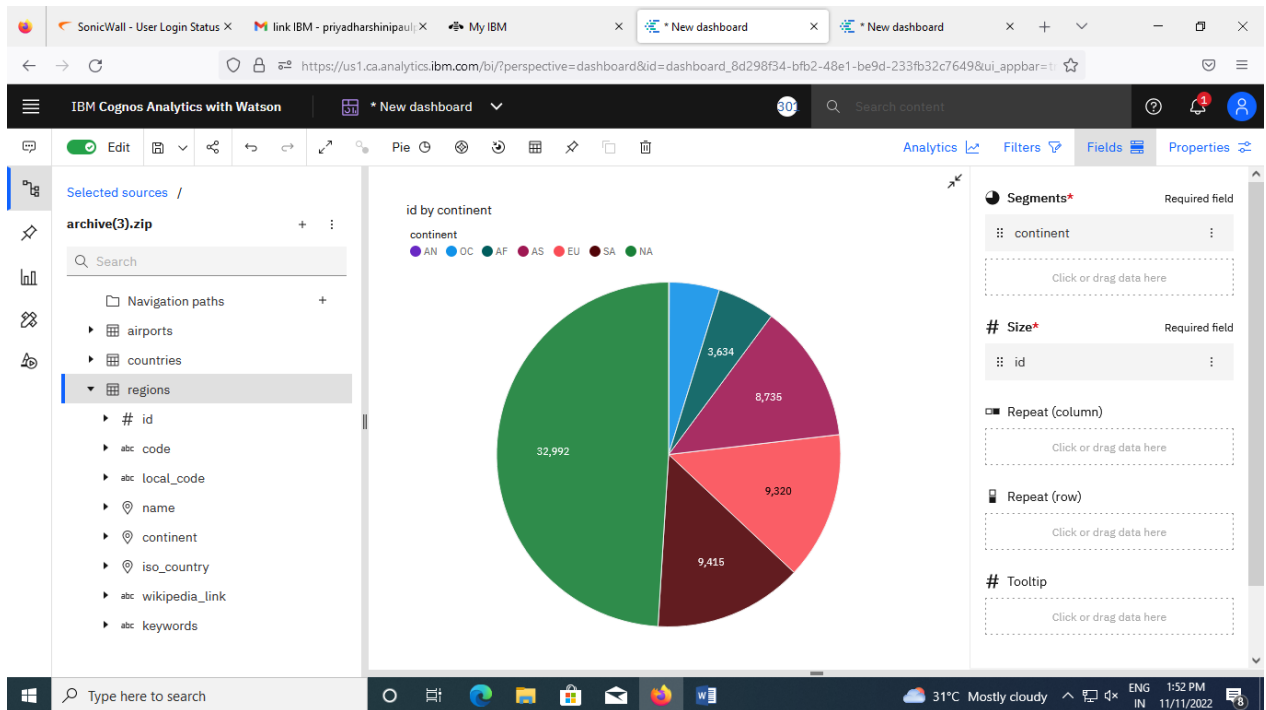 SonicWall - User Login Status
link IBM - priyadharshinipaul
My IBM
* New dashboard
* New dashboard
https://us1.ca.analytics.ibm.com/bi/?perspective=dashboard&id=dashboard_8d298f34-bfb2-48e1-be9d-233fb32c7649&ui_appbar=
IBM Cognos Analytics with Watson
* New dashboard
301
Search content
1
Edit
Pie
Analytics
Filters
Fields
Properties
Selected sources /
archive(3).zip
Search
Navigation paths
airports
countries
regions
# id
abc code
abc local_code
name
continent
iso_country
abc wikipedia_link
abc keywords
id by continent
continent
AN OC AF AS EU SA NA
3,634
8,735
32,992
9,320
9,415
Segments* Required field
continent
Click or drag data here
# Size* Required field
id
Repeat (column)
Click or drag data here
Repeat (row)
Click or drag data here
# Tooltip
Click or drag data here
Type here to search
31°C Mostly cloudy
ENG
IN
1:52 PM
11/11/2022
8